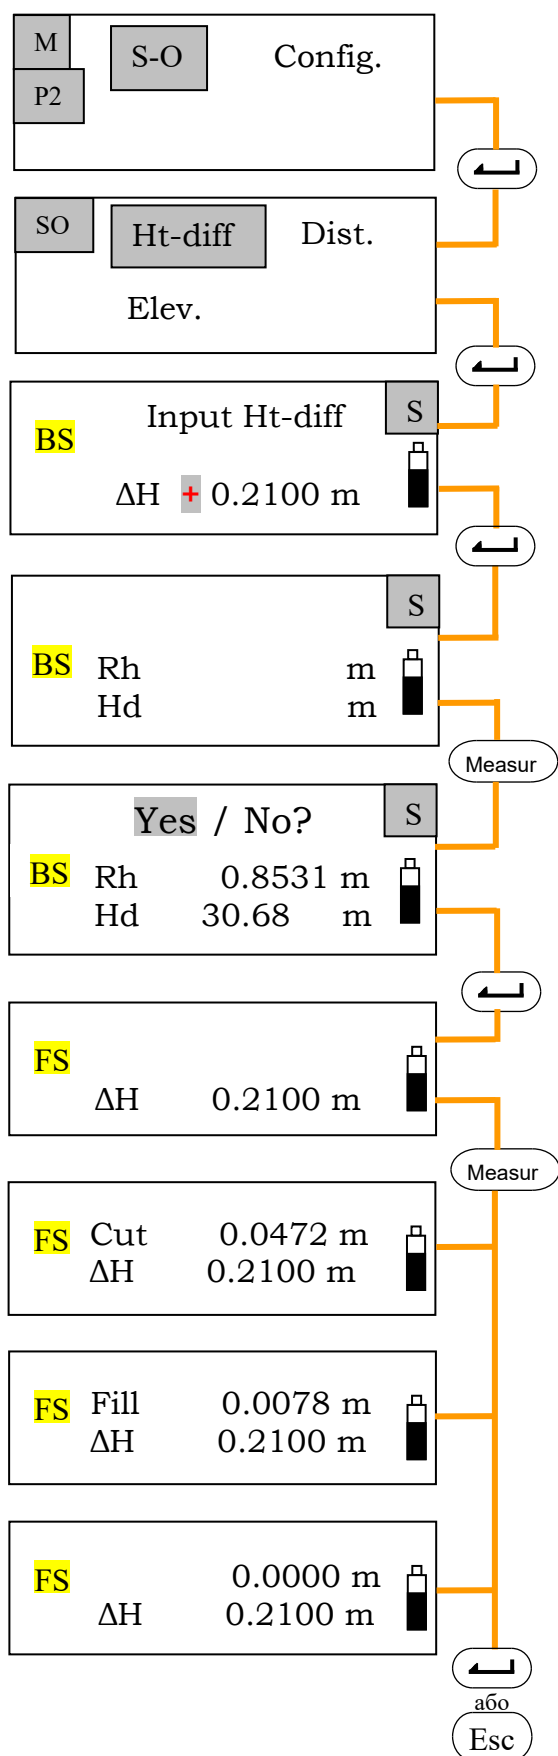 M
S-O Config.
P2
SO Ht-diff Dist.
Elev.
Input Ht-diff S
BS
ΔH + 0.2100 m
S
BS Rh m
Hd m
Measur
Yes / No? S
BS Rh 0.8531 m
Hd 30.68 m
FS
ΔH 0.2100 m
Measur
FS Cut 0.0472 m
ΔH 0.2100 m
FS Fill 0.0078 m
ΔH 0.2100 m
FS 0.0000 m
ΔH 0.2100 m
або
Esc